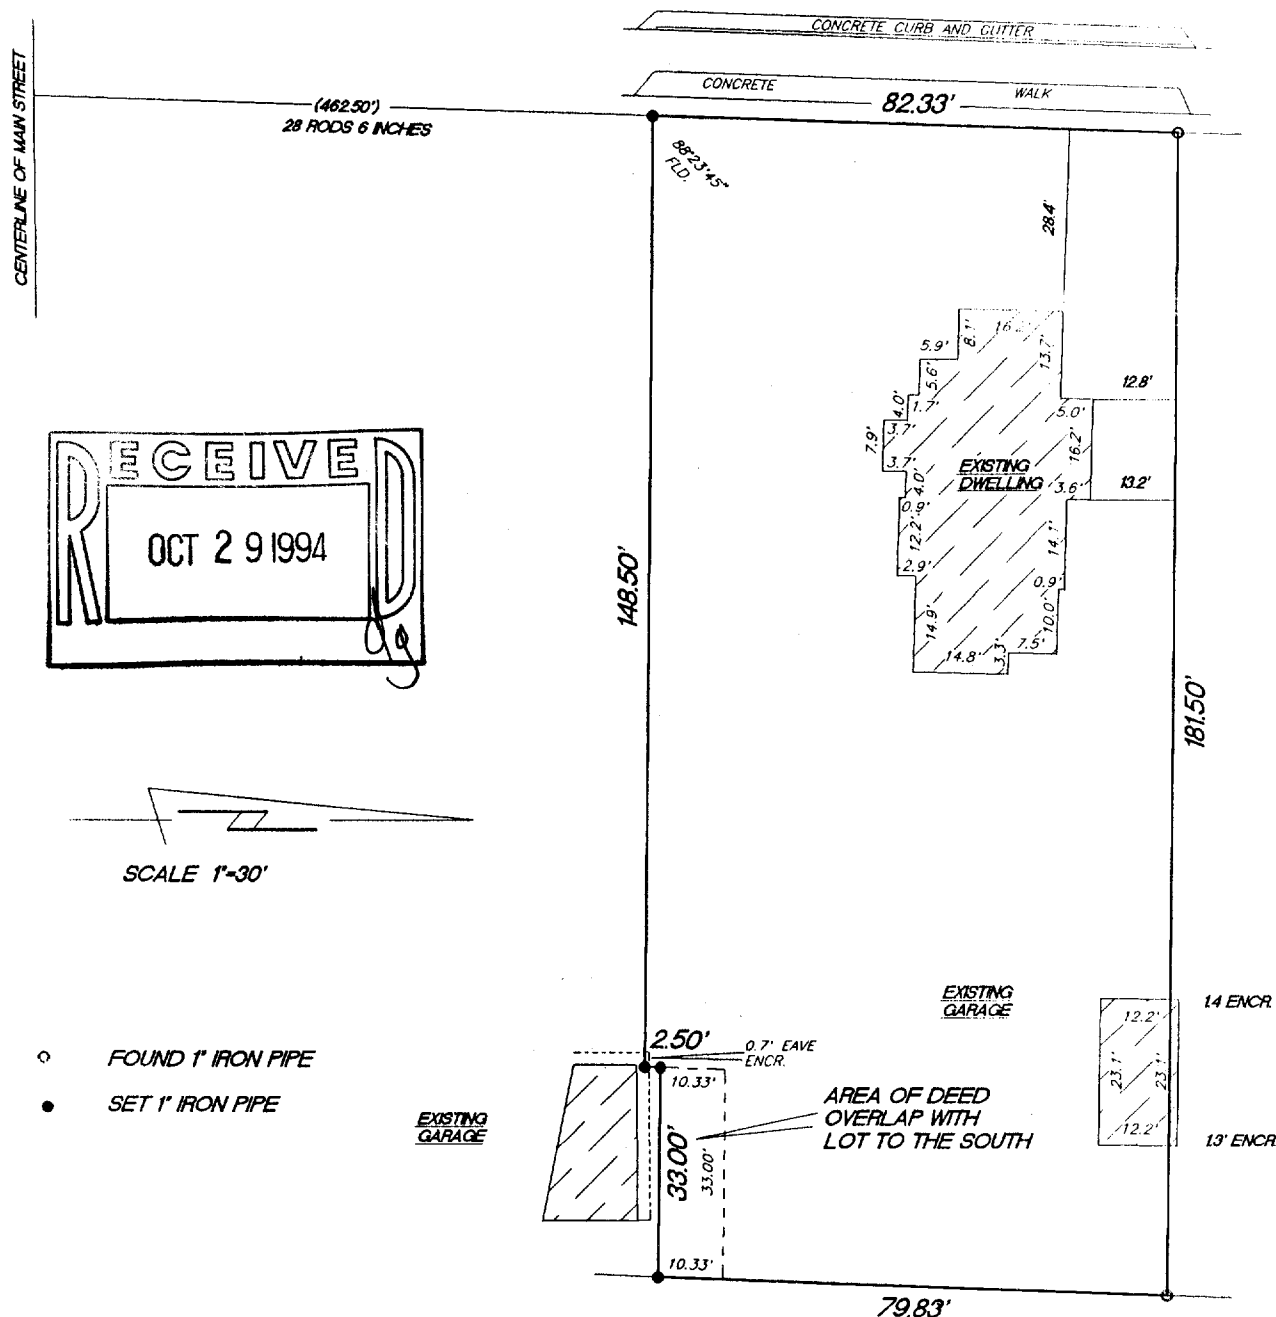 CONCRETE CURB AND GUTTER
CENTERLINE OF MAIN STREET
(462.50')
28 RODS 6 INCHES
CONCRETE WALK
82.33'
88°23'45"
FLD.
28.4'
5.9'
8.1'
13.7'
5.6'
4.0'
1.7'
12.8'
5.0'
3.7'
7.9'
16.2'
3.7'
EXISTING
DWELLING
4.0'
3.6'
13.2'
0.9'
12.2'
14.1'
2.9'
0.9'
14.9'
10.0'
7.5'
3.3'
14.8'
RECEIVED
OCT 29 1994
148.50'
181.50'
SCALE 1"=30'
EXISTING
GARAGE
1.4 ENCR.
12.2'
23.1'
23.1'
12.2'
1.3' ENCR.
2.50'
0.7' EAVE
ENCR.
FOUND 1" IRON PIPE
SET 1" IRON PIPE
EXISTING
GARAGE
10.33'
AREA OF DEED
OVERLAP WITH
LOT TO THE SOUTH
33.00'
33.00'
10.33'
79.83'